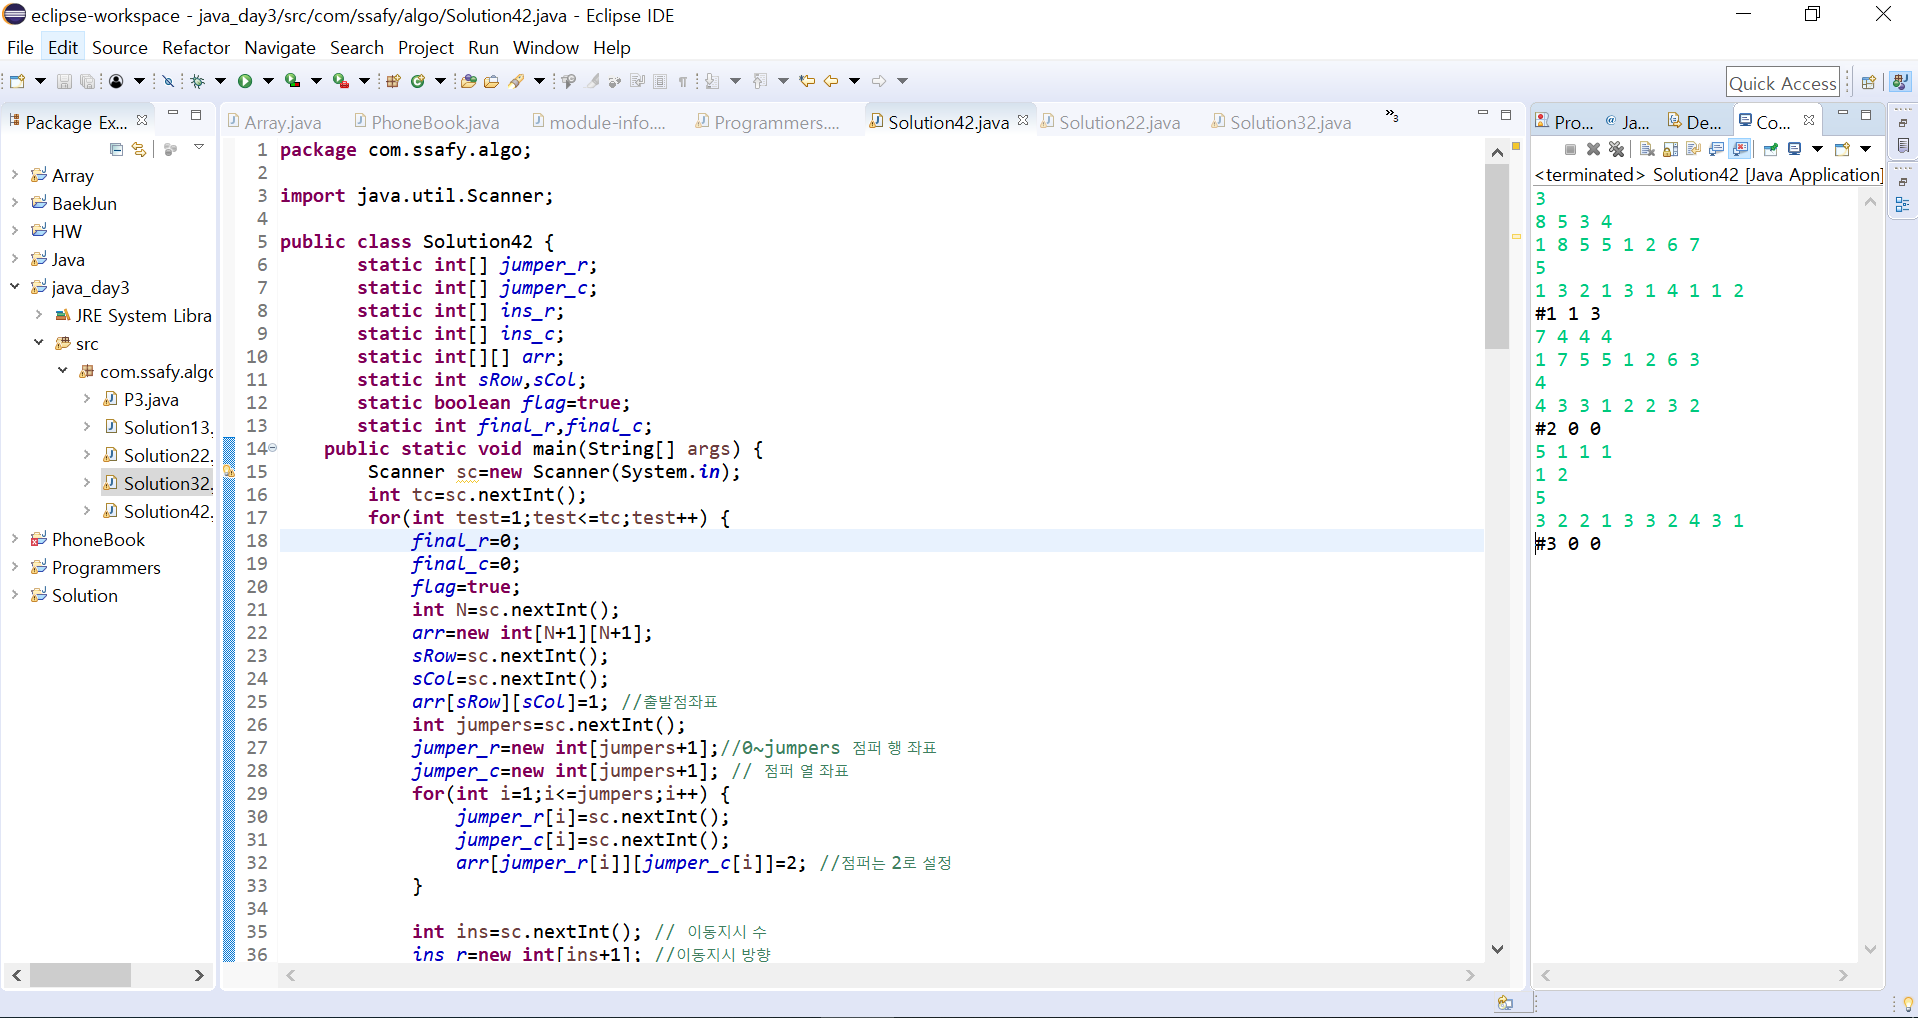 eclipse-workspace - java_day3/src/com/ssafy/algo/Solution42.java - Eclipse IDE
File Edit Source Refactor Navigate Search Project Run Window Help
Quick Access
Package Ex...
Array
BaekJun
HW
Java
java_day3
JRE System Libra
src
com.ssafy.algo
P3.java
Solution13.
Solution22.
Solution32.
Solution42.
PhoneBook
Programmers
Solution
Array.java PhoneBook.java module-info.... Programmers.... Solution42.java Solution22.java Solution32.java »3
1 package com.ssafy.algo;
2
3 import java.util.Scanner;
4
5 public class Solution42 {
6 static int[] jumper_r;
7 static int[] jumper_c;
8 static int[] ins_r;
9 static int[] ins_c;
10 static int[][] arr;
11 static int sRow,sCol;
12 static boolean flag=true;
13 static int final_r,final_c;
14 public static void main(String[] args) {
15 Scanner sc=new Scanner(System.in);
16 int tc=sc.nextInt();
17 for(int test=1;test<=tc;test++) {
18 final_r=0;
19 final_c=0;
20 flag=true;
21 int N=sc.nextInt();
22 arr=new int[N+1][N+1];
23 sRow=sc.nextInt();
24 sCol=sc.nextInt();
25 arr[sRow][sCol]=1; //출발점좌표
26 int jumpers=sc.nextInt();
27 jumper_r=new int[jumpers+1];//0~jumpers 점퍼 행 좌표
28 jumper_c=new int[jumpers+1]; // 점퍼 열 좌표
29 for(int i=1;i<=jumpers;i++) {
30 jumper_r[i]=sc.nextInt();
31 jumper_c[i]=sc.nextInt();
32 arr[jumper_r[i]][jumper_c[i]]=2; //점퍼는 2로 설정
33 }
34
35 int ins=sc.nextInt(); // 이동지시 수
36 ins_r=new int[ins+1]; //이동지시 방향
Pro... Ja... De... Co...
<terminated> Solution42 [Java Application]
3
8 5 3 4
1 8 5 5 1 2 6 7
5
1 3 2 1 3 1 4 1 1 2
#1 1 3
7 4 4 4
1 7 5 5 1 2 6 3
4
4 3 3 1 2 2 3 2
#2 0 0
5 1 1 1
1 2
5
3 2 2 1 3 3 2 4 3 1
#3 0 0